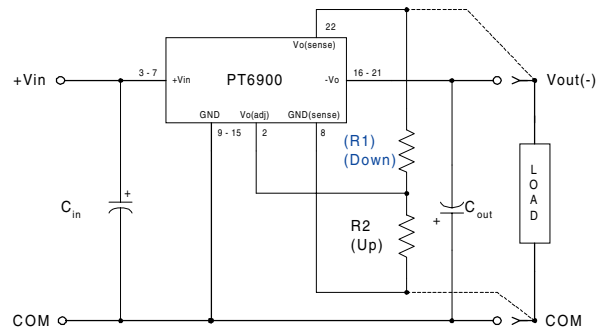 22
Vo(sense)
+Vin
3 - 7
+Vin
PT6900
-Vo
16 - 21
Vout(-)
GND
Vo(adj)
GND(sense)
9 - 15
2
8
(R1)
(Down)
L
O
A
D
C in
+
R2
(Up)
+
C out
COM
COM